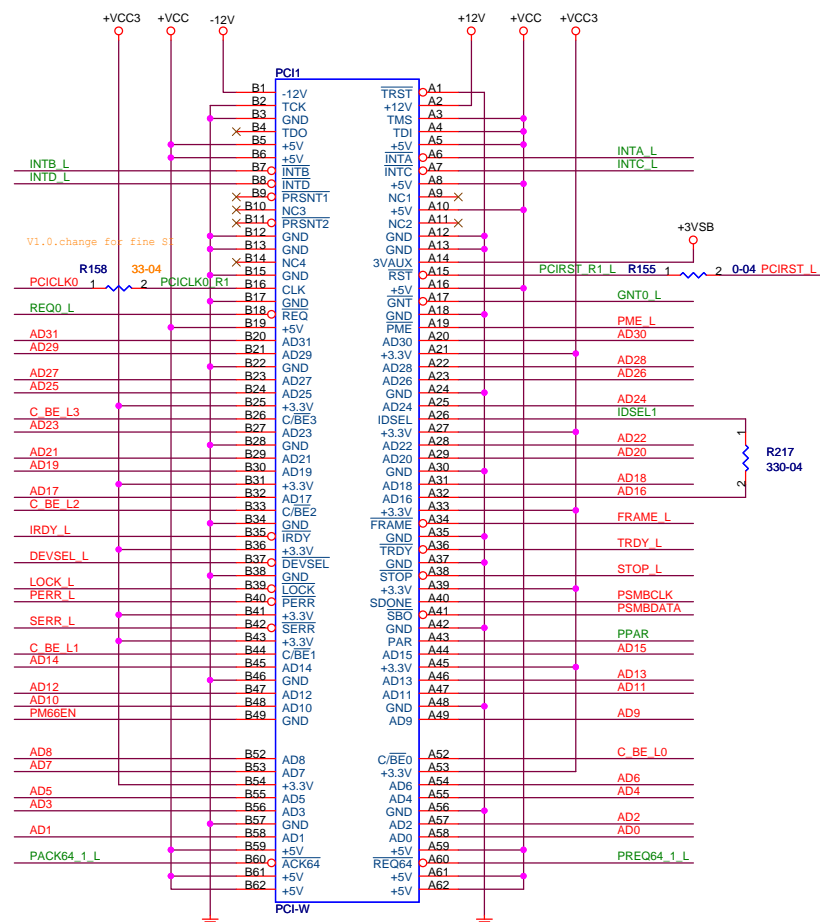 +VCC3 +VCC -12V +12V +VCC +VCC3
PCI1
B1 -12V TRST A1
B2 TCK +12V A2
B3 GND TMS A3
B4 TDO TDI A4
B5 +5V +5V A5
B6 +5V INTA A6 INTA_L
INTB_L B7 INTB INTC A7 INTC_L
INTD_L B8 INTD +5V A8
B9 PRSNT1 NC1 A9
B10 NC3 +5V A10
B11 PRSNT2 NC2 A11
+3VSB
B12 GND GND A12
V1.0.change for fine SI
B13 GND GND A13
B14 NC4 3VAUX A14
R158 33-04 B15 GND RST A15 PCIRST_R1_L R155 1 2 0-04 PCIRST_L
PCICLK0 1 2 PCICLK0_R1 B16 CLK +5V A16
B17 GND GNT A17 GNT0_L
REQ0_L B18 REQ GND A18
B19 +5V PME A19 PME_L
AD31 B20 AD31 AD30 A20 AD30
AD29 B21 AD29 +3.3V A21
B22 GND AD28 A22 AD28
AD27 B23 AD27 AD26 A23 AD26
AD25 B24 AD25 GND A24
B25 +3.3V AD24 A25 AD24
C_BE_L3 B26 C/BE3 IDSEL A26 IDSEL1
AD23 B27 AD23 +3.3V A27 1
B28 GND AD22 A28 AD22
AD21 B29 AD21 AD20 A29 AD20 R217
AD19 B30 AD19 GND A30 330-04
B31 +3.3V AD18 A31 AD18 2
AD17 B32 AD17 AD16 A32 AD16
C_BE_L2 B33 C/BE2 +3.3V A33
B34 GND FRAME A34 FRAME_L
IRDY_L B35 IRDY GND A35
B36 +3.3V TRDY A36 TRDY_L
DEVSEL_L B37 DEVSEL GND A37
B38 GND STOP A38 STOP_L
LOCK_L B39 LOCK +3.3V A39
PERR_L B40 PERR SDONE A40 PSMBCLK
B41 +3.3V SBO A41 PSMBDATA
SERR_L B42 SERR GND A42
B43 +3.3V PAR A43 PPAR
C_BE_L1 B44 C/BE1 AD15 A44 AD15
AD14 B45 AD14 +3.3V A45
B46 GND AD13 A46 AD13
AD12 B47 AD12 AD11 A47 AD11
AD10 B48 AD10 GND A48
PM66EN B49 GND AD9 A49 AD9
AD8 B52 AD8 C/BE0 A52 C_BE_L0
AD7 B53 AD7 +3.3V A53
B54 +3.3V AD6 A54 AD6
AD5 B55 AD5 AD4 A55 AD4
AD3 B56 AD3 GND A56
B57 GND AD2 A57 AD2
AD1 B58 AD1 AD0 A58 AD0
B59 +5V +5V A59
PACK64_1_L B60 ACK64 REQ64 A60 PREQ64_1_L
B61 +5V +5V A61
B62 +5V +5V A62
PCI-W